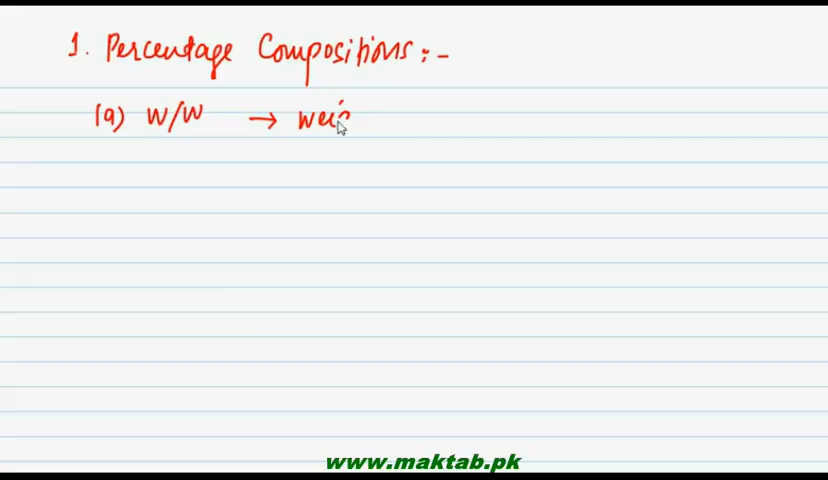 1. Percentage Compositions :-
(a) W/W → wei
www.maktab.pk